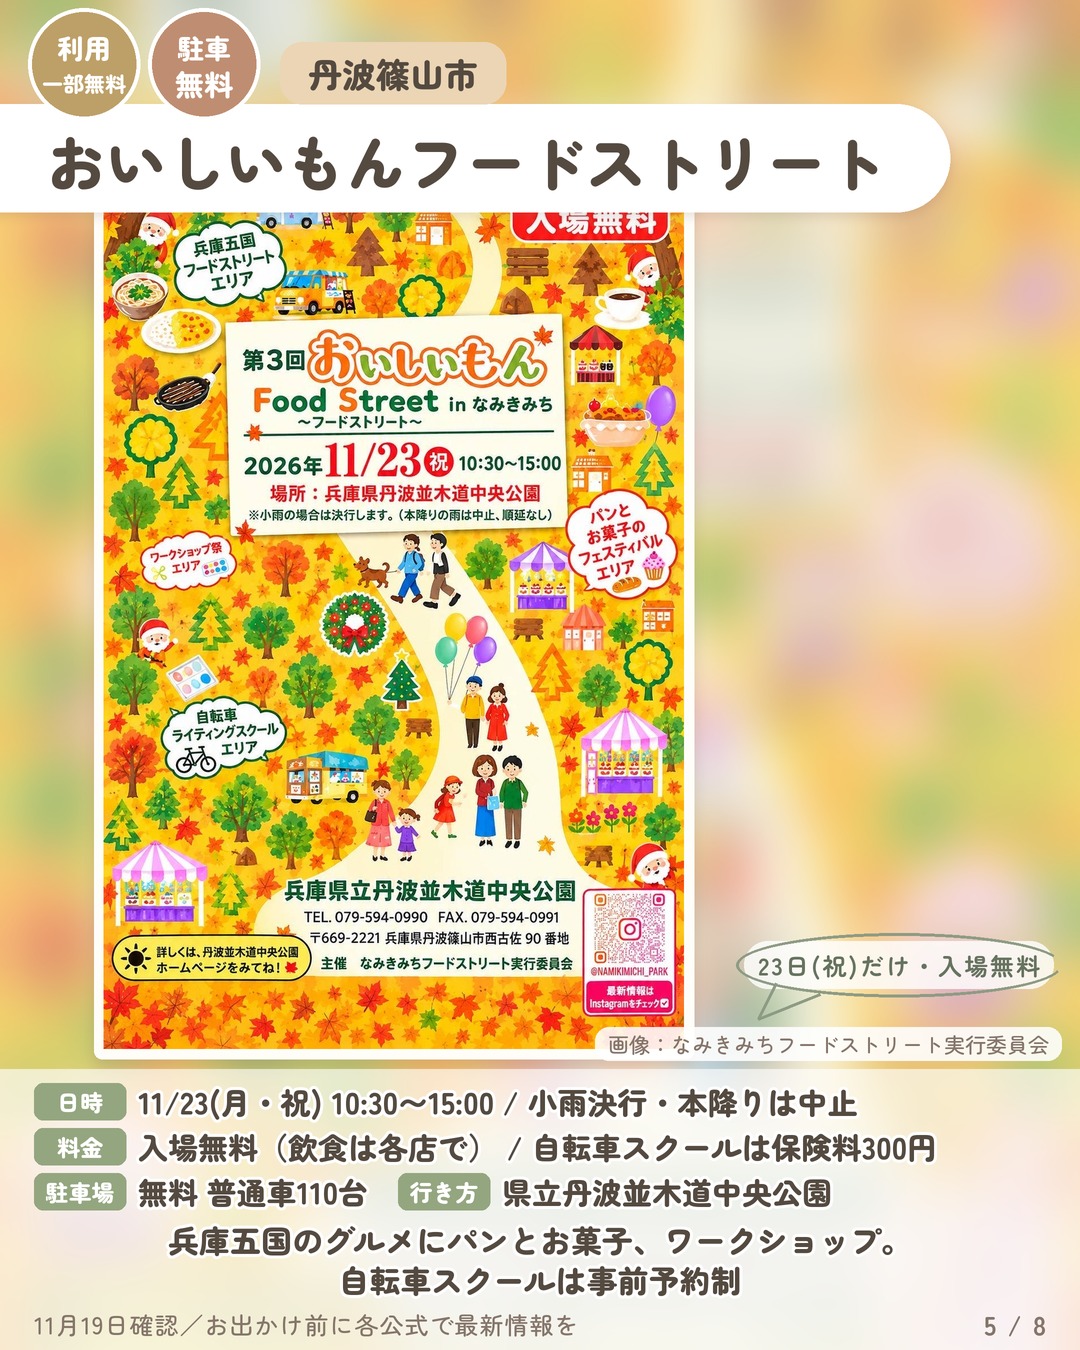 利用
一部無料
駐車
無料
丹波篠山市
おいしいもんフードストリート
入場無料
兵庫五国
フードストリート
エリア
第3回おいしいもん
Food Street in なみきみち
～フードストリート～
2026年11/23祝 10:30～15:00
場所：兵庫県丹波並木道中央公園
※小雨の場合は決行します。（本降りの雨は中止、順延なし）
パンと
お菓子の
フェスティバル
エリア
ワークショップ祭
エリア
自転車
ライティングスクール
エリア
兵庫県立丹波並木道中央公園
TEL. 079-594-0990 FAX. 079-594-0991
〒669-2221 兵庫県丹波篠山市西古佐 90 番地
主催 なみきみちフードストリート実行委員会
詳しくは、丹波並木道中央公園
ホームページをみてね！
@NAMIKIMICHI_PARK
最新情報は
Instagramをチェック
23日(祝)だけ・入場無料
画像：なみきみちフードストリート実行委員会
日時 11/23(月・祝) 10:30～15:00 / 小雨決行・本降りは中止
料金 入場無料（飲食は各店で） / 自転車スクールは保険料300円
駐車場 無料 普通車110台 行き方 県立丹波並木道中央公園
兵庫五国のグルメにパンとお菓子、ワークショップ。
自転車スクールは事前予約制
11月19日確認／お出かけ前に各公式で最新情報を
5 / 8